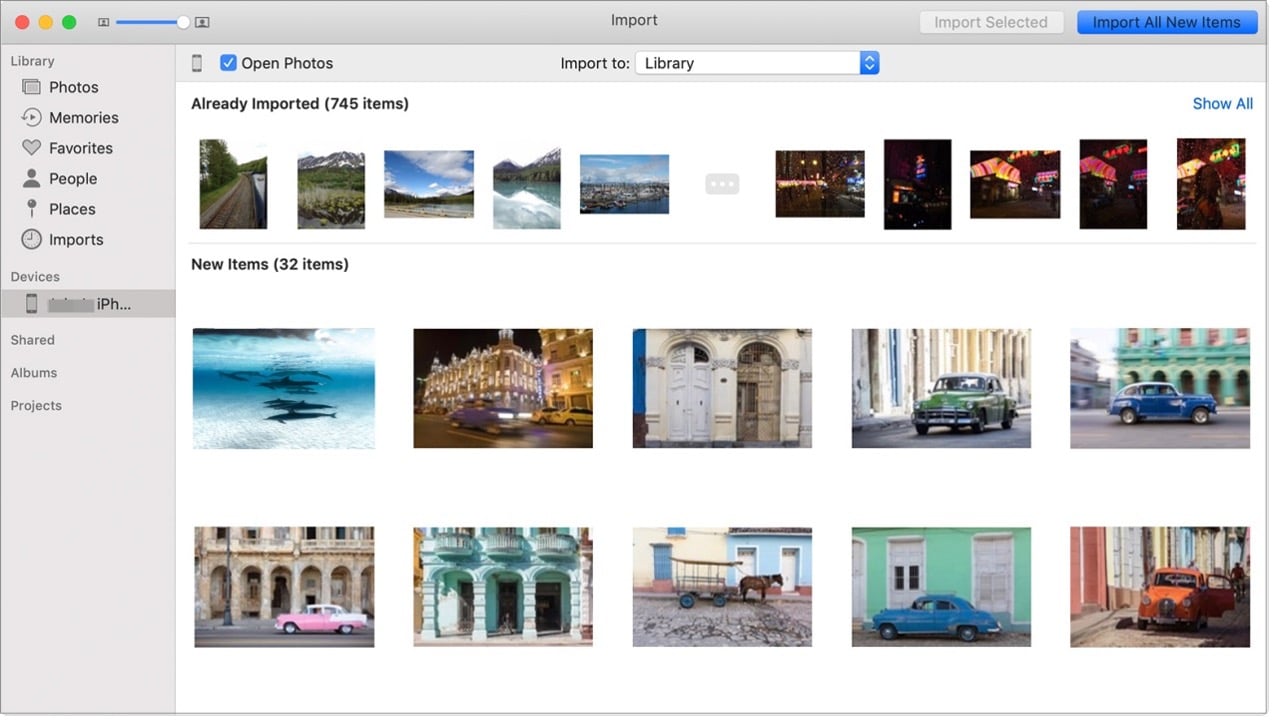 Import
Import Selected
Import All New Items
Library
Photos
Memories
Favorites
People
Places
Imports
Devices
iPh...
Shared
Albums
Projects
Open Photos
Import to: Library
Already Imported (745 items)
Show All
New Items (32 items)